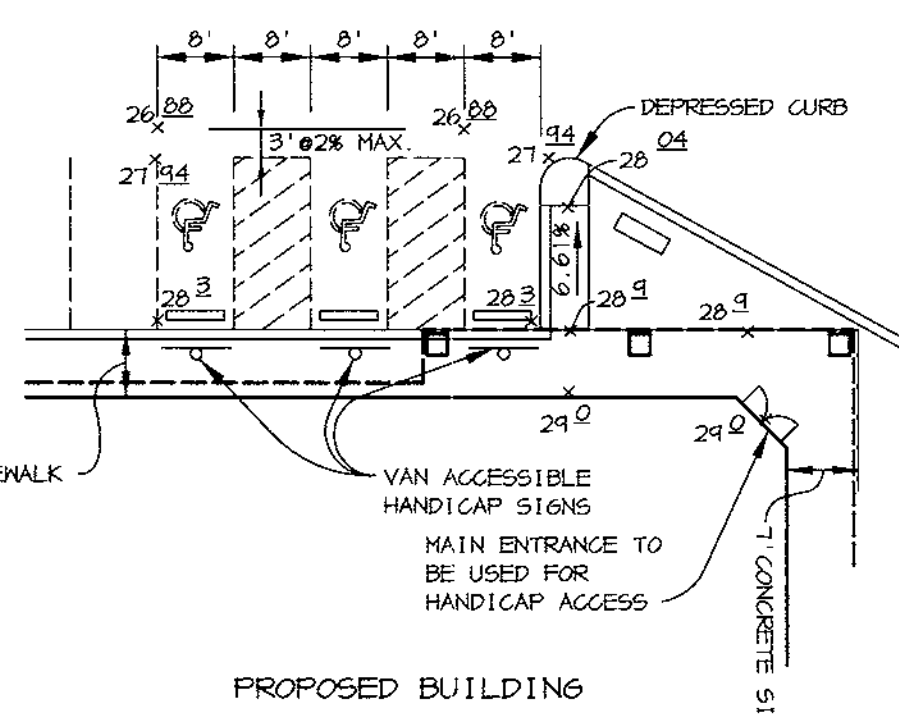 8' 8' 8' 8' 8'
26 88 26 88
DEPRESSED CURB
3' @ 2% MAX.
94 04
27 28
27 94
6.61%
28 3 28 3 28 9 28 9
29 0 29 0
EWALK
VAN ACCESSIBLE
HANDICAP SIGNS
MAIN ENTRANCE TO
BE USED FOR
HANDICAP ACCESS
7' CONCRETE SI
PROPOSED BUILDING